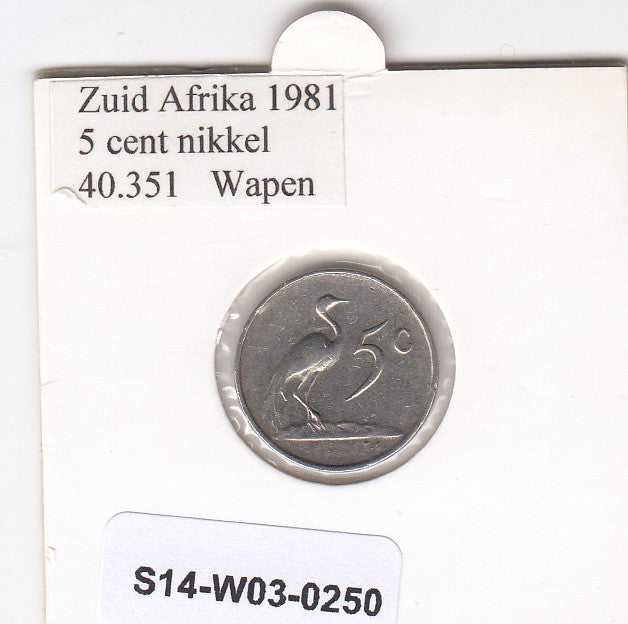 Zuid Afrika 1981
5 cent nikkel
40.351 Wapen
5c
S14-W03-0250